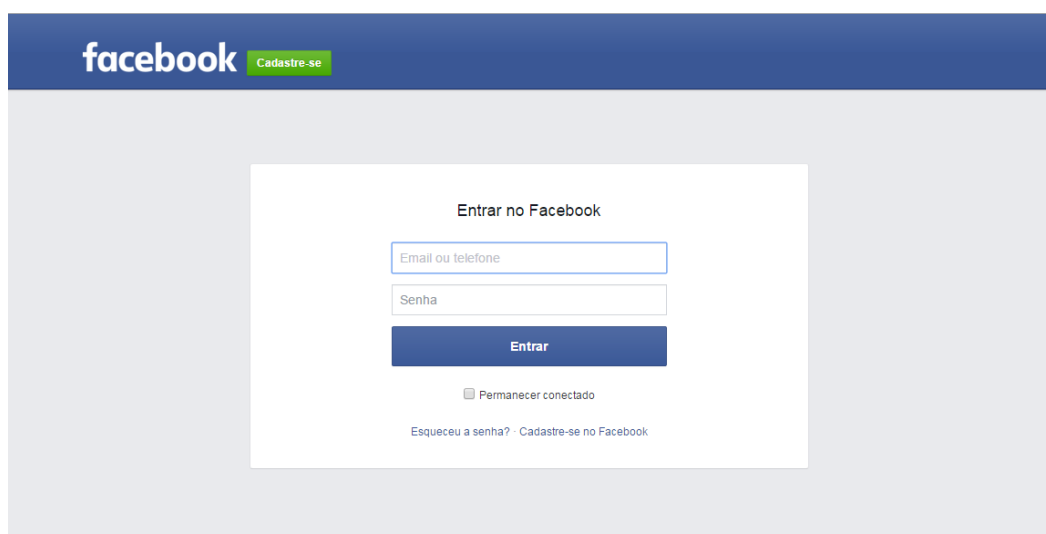 facebook Cadastre-se
Entrar no Facebook
Email ou telefone
Senha
Entrar
Permanecer conectado
Esqueceu a senha? · Cadastre-se no Facebook